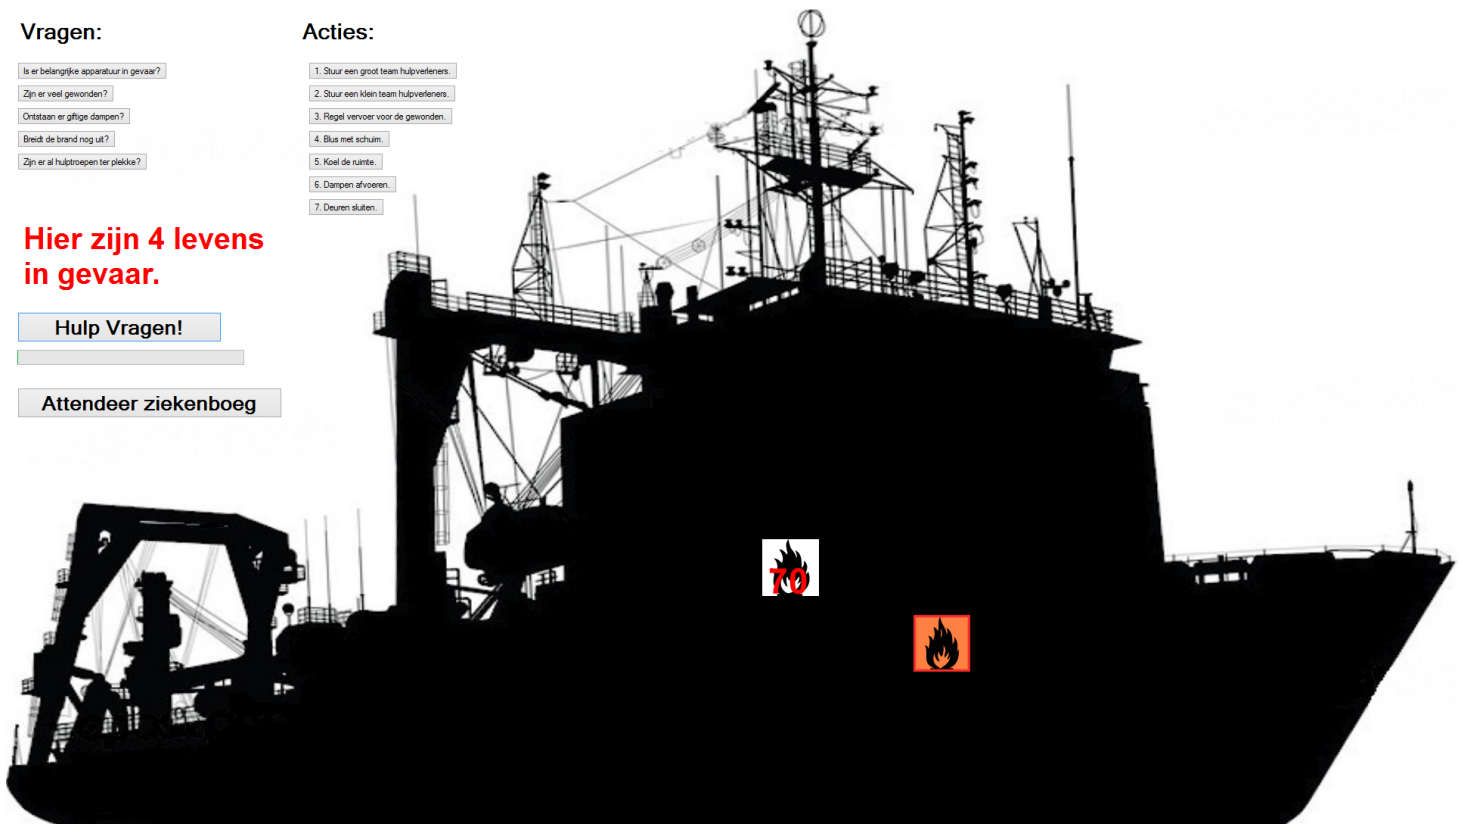 Vragen:
Is er belangrijke apparatuur in gevaar?
Zijn er veel gewonden?
Ontstaan er giftige dampen?
Breidt de brand nog uit?
Zijn er al hulptroepen ter plekke?
Acties:
1. Stuur een groot team hulpverleners.
2. Stuur een klein team hulpverleners.
3. Regel vervoer voor de gewonden.
4. Blus met schuim.
5. Koel de ruimte.
6. Dampen afvoeren.
7. Deuren sluiten.
Hier zijn 4 levens
in gevaar.
Hulp Vragen!
Attendeer ziekenboeg
70